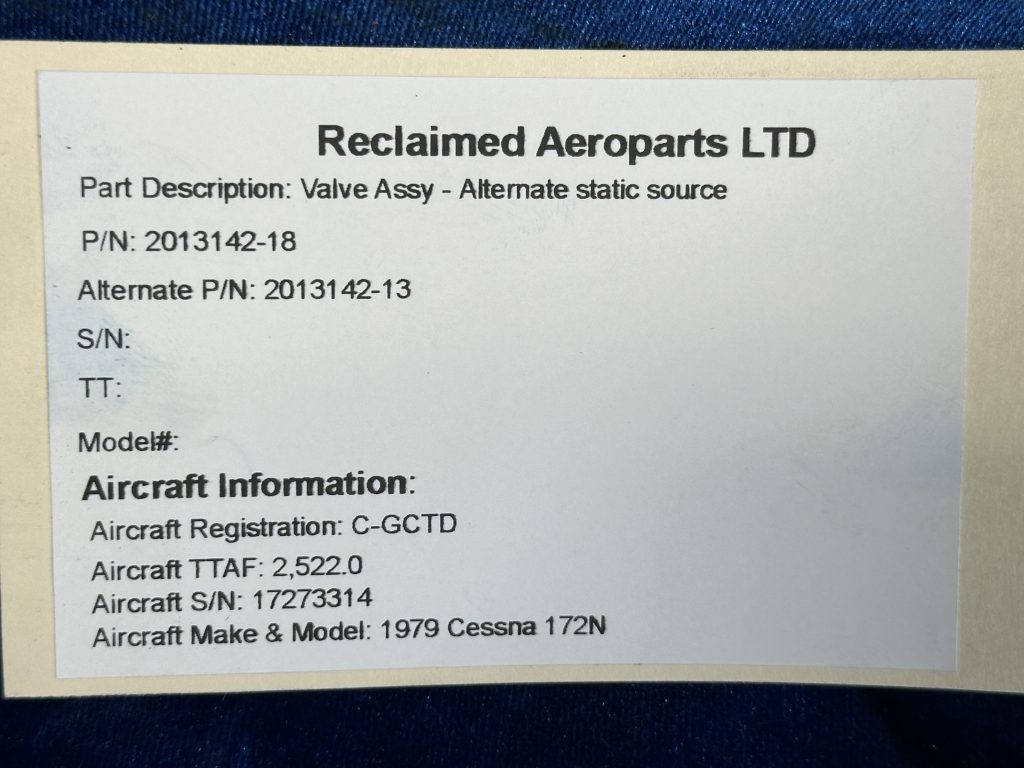 Reclaimed Aeroparts LTD
Part Description: Valve Assy - Alternate static source
P/N: 2013142-18
Alternate P/N: 2013142-13
S/N:
TT:
Model#:
Aircraft Information:
Aircraft Registration: C-GCTD
Aircraft TTAF: 2,522.0
Aircraft S/N: 17273314
Aircraft Make & Model: 1979 Cessna 172N